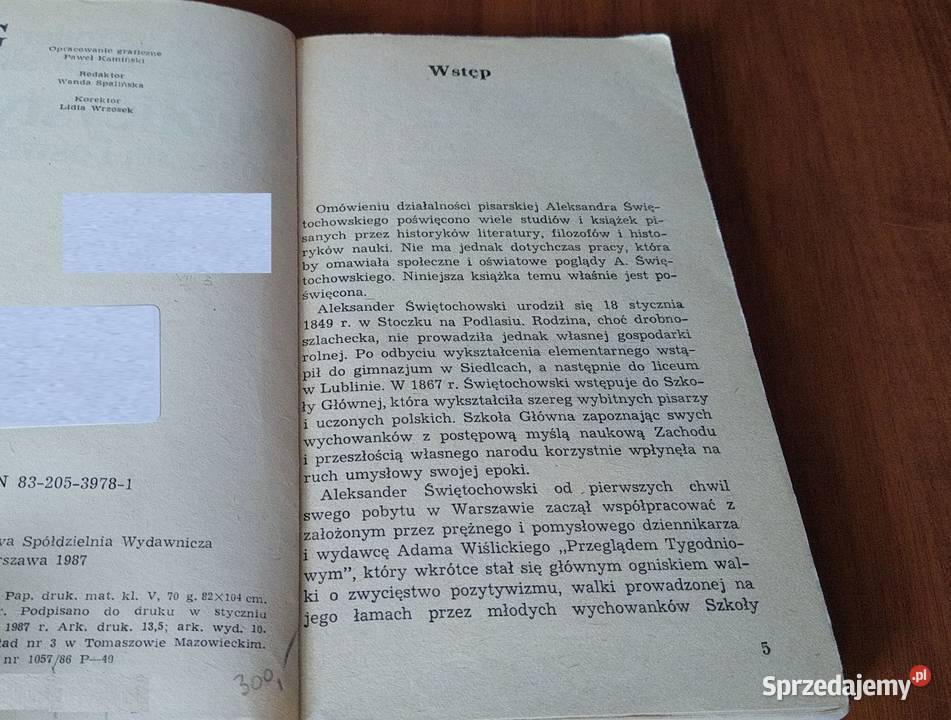 G
Opracowanie graficzne
Paweł Kamiński
Redaktor
Wanda Spalińska
Korektor
Lidia Wrzosek
VIII 3
N 83-205-3978-1
wa Spółdzielnia Wydawnicza
rszawa 1987
Pap. druk. mat. kl. V, 70 g. 82×104 cm.
r. Podpisano do druku w styczniu
1987 r. Ark. druk. 13,5; ark. wyd. 10.
ład nr 3 w Tomaszowie Mazowieckim.
nr 1057/86 P—49
300,
Wstęp
Omówieniu działalności pisarskiej Aleksandra Świę-
tochowskiego poświęcono wiele studiów i książek pi-
sanych przez historyków literatury, filozofów i histo-
ryków nauki. Nie ma jednak dotychczas pracy, która
by omawiała społeczne i oświatowe poglądy A. Świę-
tochowskiego. Niniejsza książka temu właśnie jest po-
święcona.
Aleksander Świętochowski urodził się 18 stycznia
1849 r. w Stoczku na Podlasiu. Rodzina, choć drobno-
szlachecka, nie prowadziła jednak własnej gospodarki
rolnej. Po odbyciu wykształcenia elementarnego wstą-
pił do gimnazjum w Siedlcach, a następnie do liceum
w Lublinie. W 1867 r. Świętochowski wstępuje do Szko-
ły Głównej, która wykształciła szereg wybitnych pisarzy
i uczonych polskich. Szkoła Główna zapoznając swych
wychowanków z postępową myślą naukową Zachodu
i przeszłością własnego narodu korzystnie wpłynęła na
ruch umysłowy swojej epoki.
Aleksander Świętochowski od pierwszych chwil
swego pobytu w Warszawie zaczął współpracować z
założonym przez prężnego i pomysłowego dziennikarza
i wydawcę Adama Wiślickiego „Przeglądem Tygodnio-
wym”, który wkrótce stał się głównym ogniskiem wal-
ki o zwycięstwo pozytywizmu, walki prowadzonej na
jego łamach przez młodych wychowanków Szkoły
5
Sprzedajemy.pl